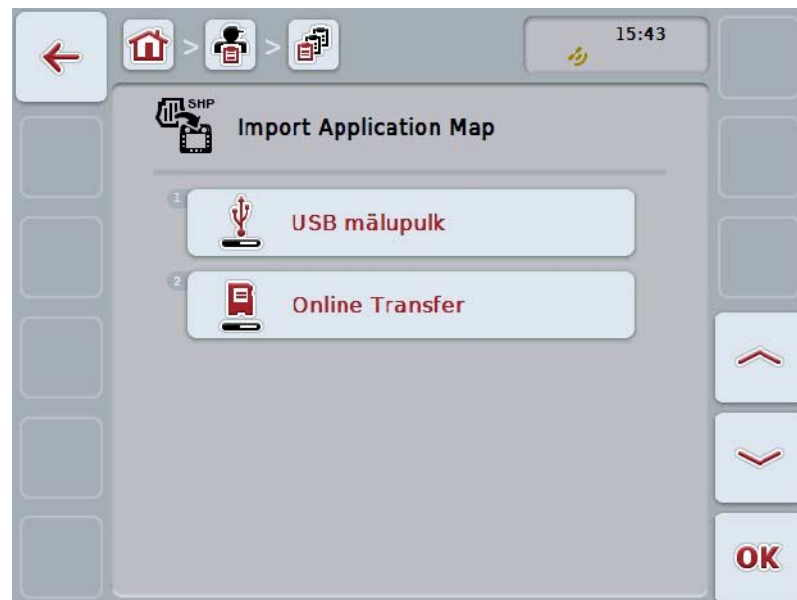 15:43
SHP
Import Application Map
1
USB mälupulk
2
Online Transfer
OK